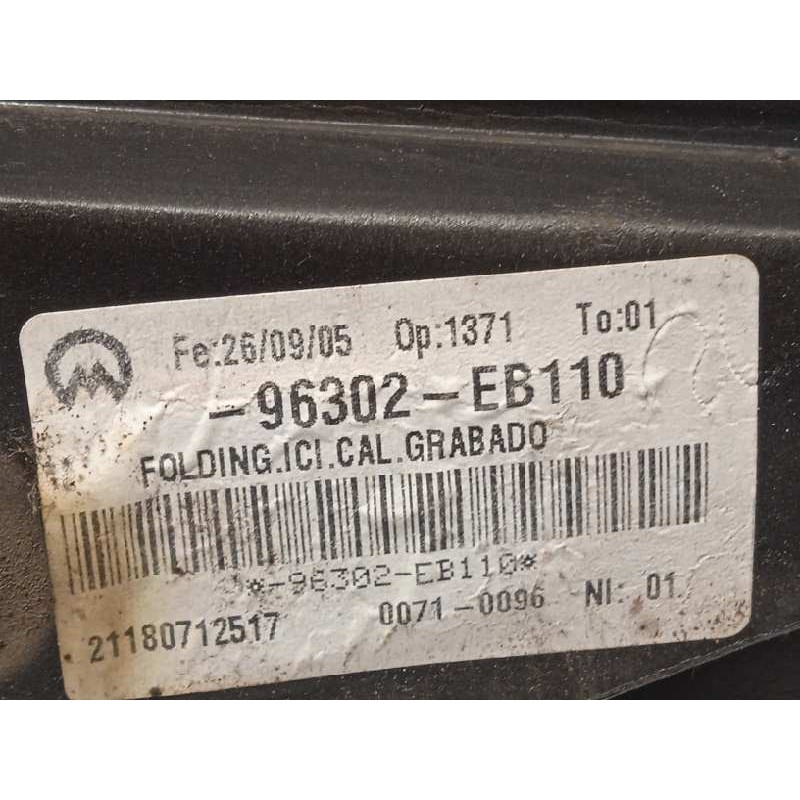 Fe:26/09/05 Op:1371 To:01
-96302-EB110
FOLDING.ICI.CAL.GRABADO
*-96302-EB110*
21180712517 0071-0096 NI: 01